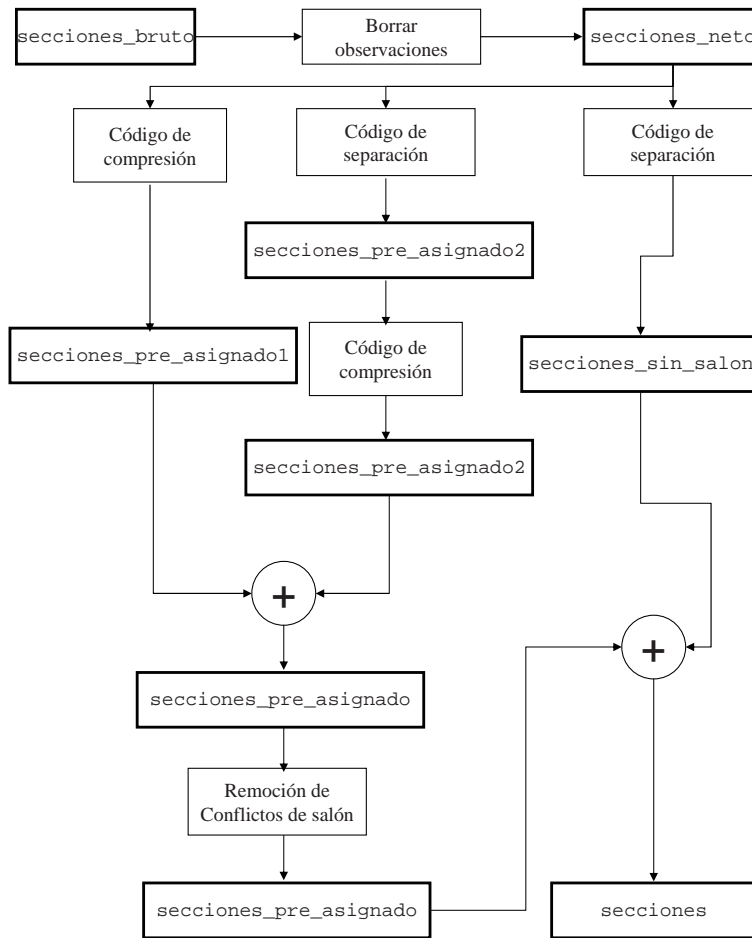 secciones_bruto
Borrar
observaciones
secciones_neto
Código de
compresión
Código de
separación
Código de
separación
secciones_pre_asignado2
secciones_pre_asignado1
Código de
compresión
secciones_sin_salon
secciones_pre_asignado2
+
+
secciones_pre_asignado
Remoción de
Conflictos de salón
secciones_pre_asignado
secciones